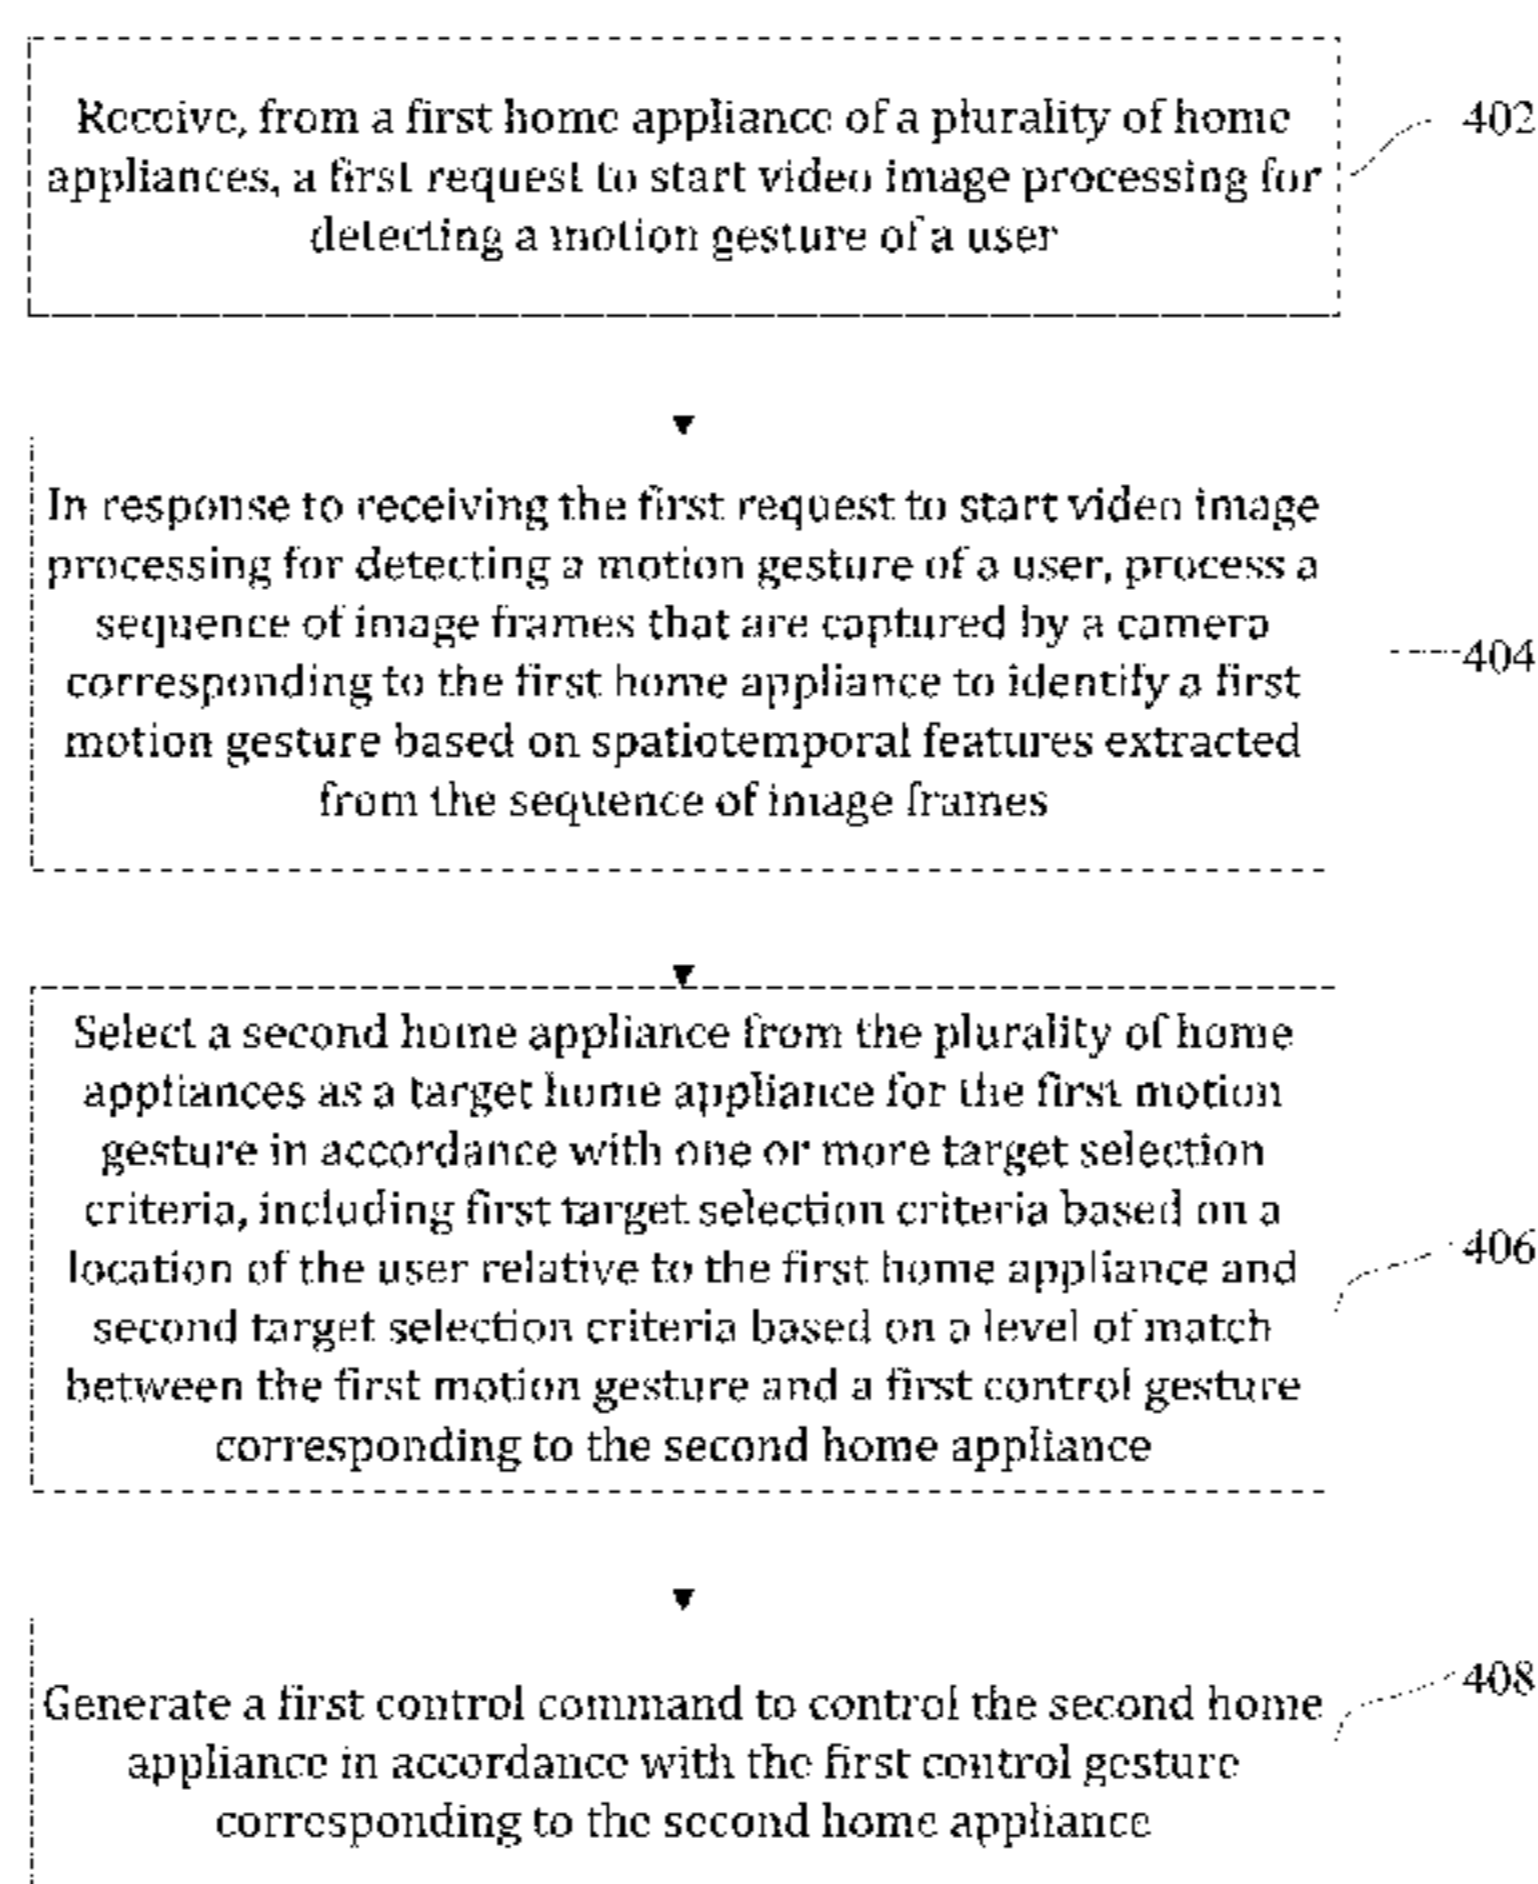 Receive, from a first home appliance of a plurality of home
appliances, a first request to start video image processing for
detecting a motion gesture of a user
402
In response to receiving the first request to start video image
processing for detecting a motion gesture of a user, process a
sequence of image frames that are captured by a camera
corresponding to the first home appliance to identify a first
motion gesture based on spatiotemporal features extracted
from the sequence of image frames
404
Select a second home appliance from the plurality of home
appliances as a target home appliance for the first motion
gesture in accordance with one or more target selection
criteria, including first target selection criteria based on a
location of the user relative to the first home appliance and
second target selection criteria based on a level of match
between the first motion gesture and a first control gesture
corresponding to the second home appliance
406
Generate a first control command to control the second home
appliance in accordance with the first control gesture
corresponding to the second home appliance
408